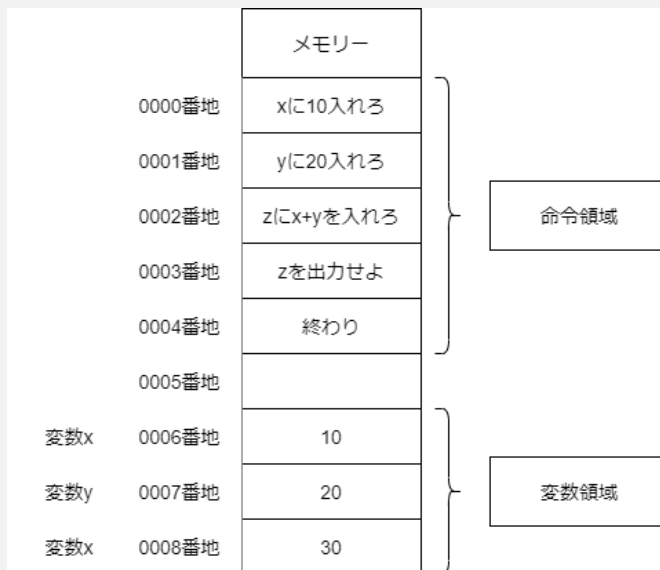 メモリー
0000番地 xに10入れろ
0001番地 yに20入れろ
0002番地 zにx+yを入れろ 命令領域
0003番地 zを出力せよ
0004番地 終わり
0005番地
変数x 0006番地 10
変数y 0007番地 20 変数領域
変数x 0008番地 30